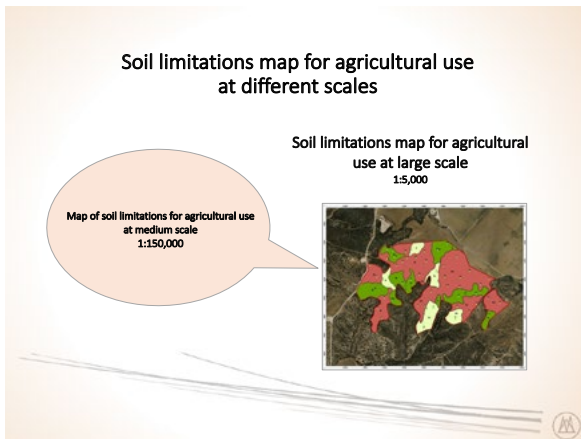 Soil limitations map for agricultural use
at different scales
Soil limitations map for agricultural
use at large scale
1:5,000
Map of soil limitations for agricultural use
at medium scale
1:150,000